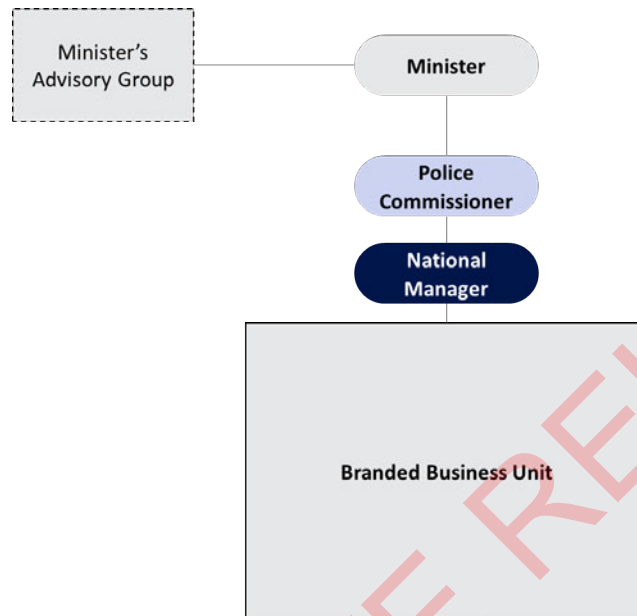 Minister's
Advisory Group
Minister
Police
Commissioner
National
Manager
Branded Business Unit